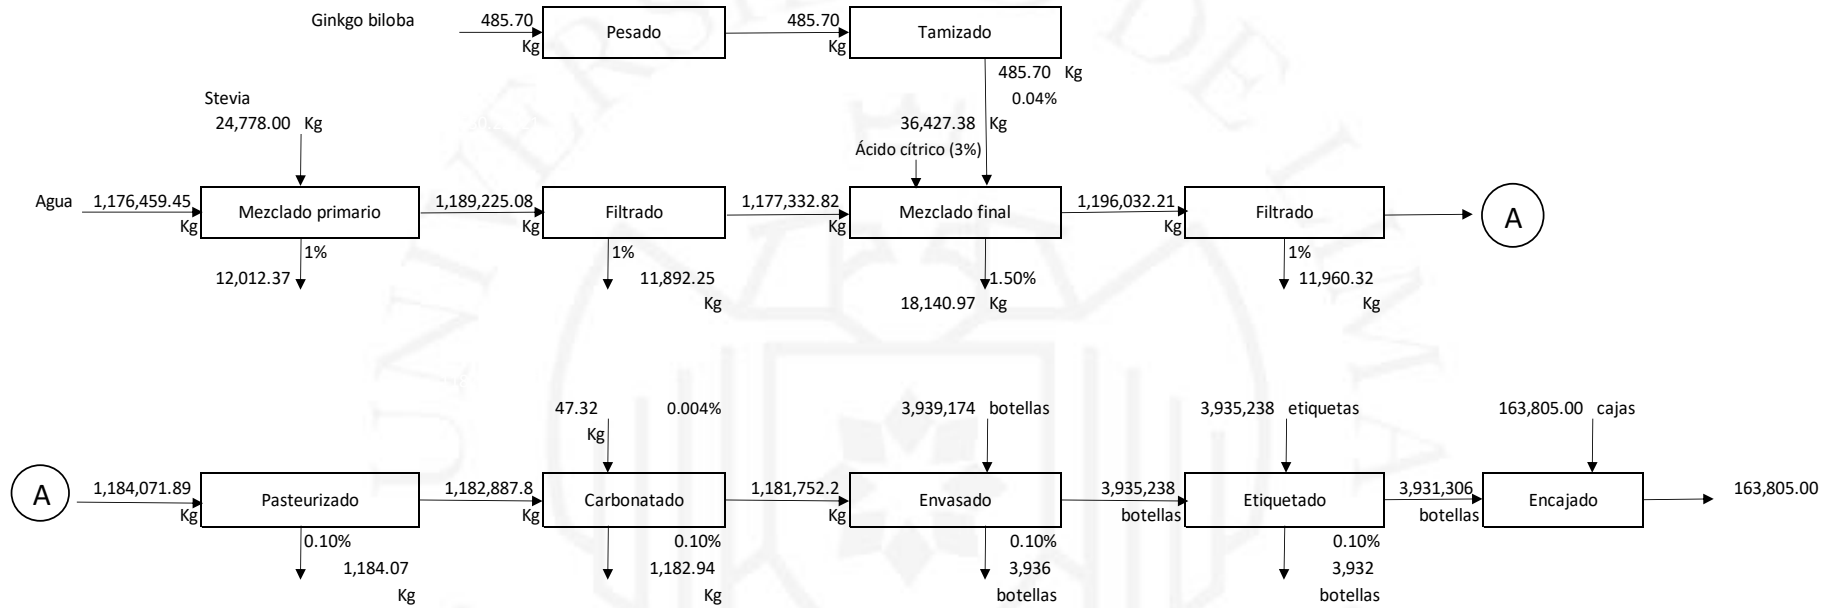 Ginkgo biloba
485.70
Kg
Pesado
485.70
Kg
Tamizado
485.70 Kg
0.04%
Stevia
24,778.00 Kg
36,427.38 Kg
Ácido cítrico (3%)
Agua
1,176,459.45
Kg
Mezclado primario
1,189,225.08
Kg
Filtrado
1,177,332.82
Kg
Mezclado final
1,196,032.21
Kg
Filtrado
A
1%
12,012.37
1%
11,892.25
Kg
1.50%
18,140.97 Kg
1%
11,960.32
Kg
47.32
Kg
0.004%
3,939,174 botellas
3,935,238 etiquetas
163,805.00 cajas
A
1,184,071.89
Kg
Pasteurizado
1,182,887.8
Kg
Carbonatado
1,181,752.2
Kg
Envasado
3,935,238
botellas
Etiquetado
3,931,306
botellas
Encajado
163,805.00
0.10%
1,184.07
Kg
0.10%
1,182.94
Kg
0.10%
3,936
botellas
0.10%
3,932
botellas
UNIVERSIDAD DE LIMA